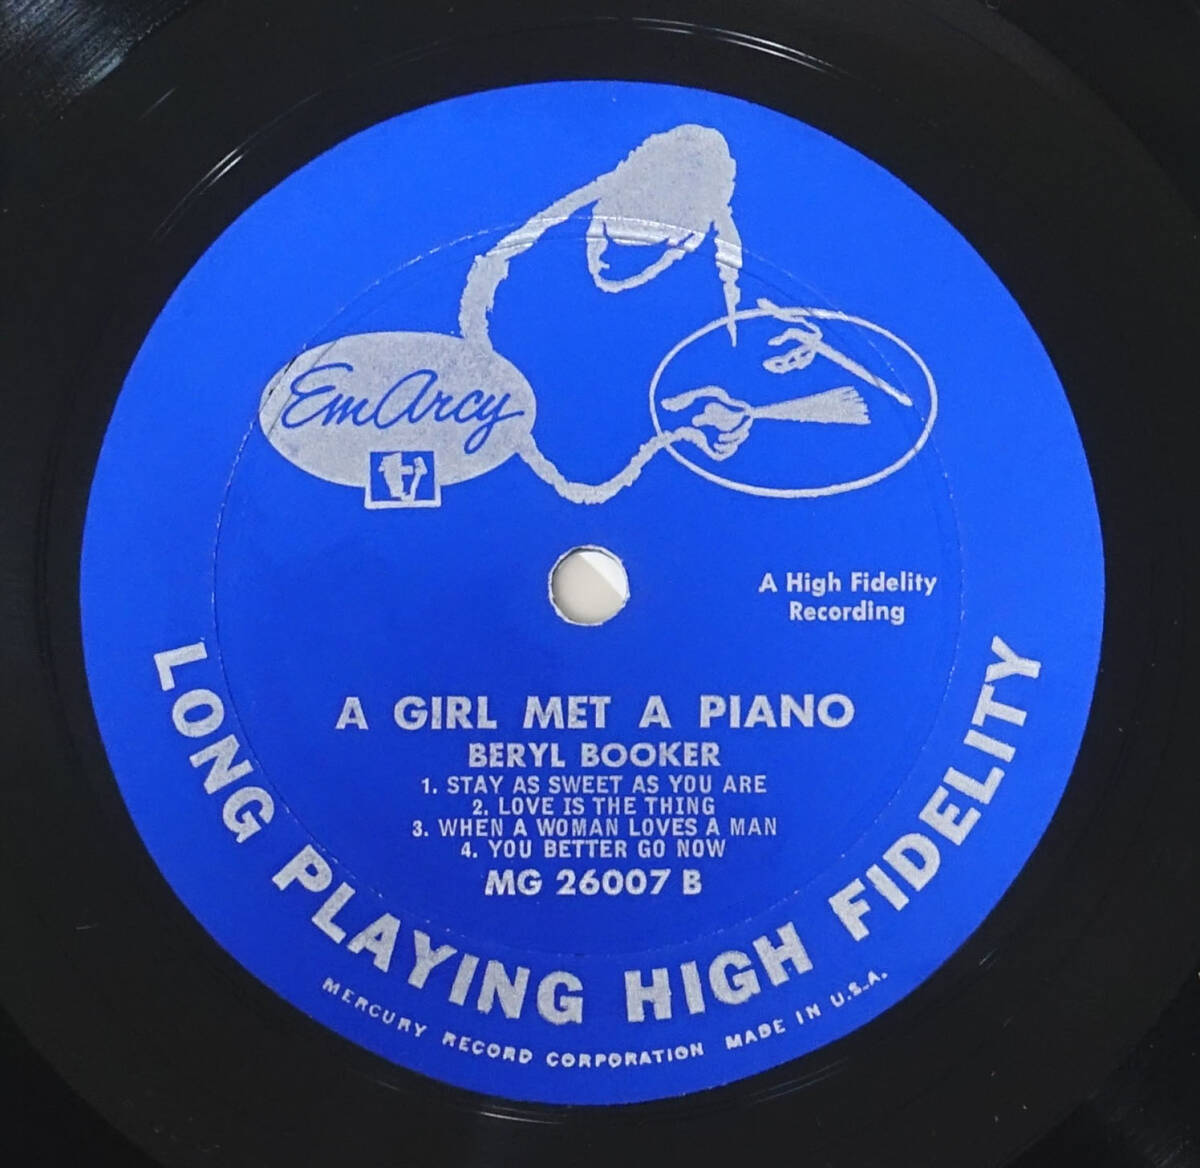 EmArcy
A High Fidelity
Recording
A GIRL MET A PIANO
BERYL BOOKER
1. STAY AS SWEET AS YOU ARE
2. LOVE IS THE THING
3. WHEN A WOMAN LOVES A MAN
4. YOU BETTER GO NOW
MG 26007 B
LONG PLAYING HIGH FIDELITY
MERCURY RECORD CORPORATION MADE IN U.S.A.